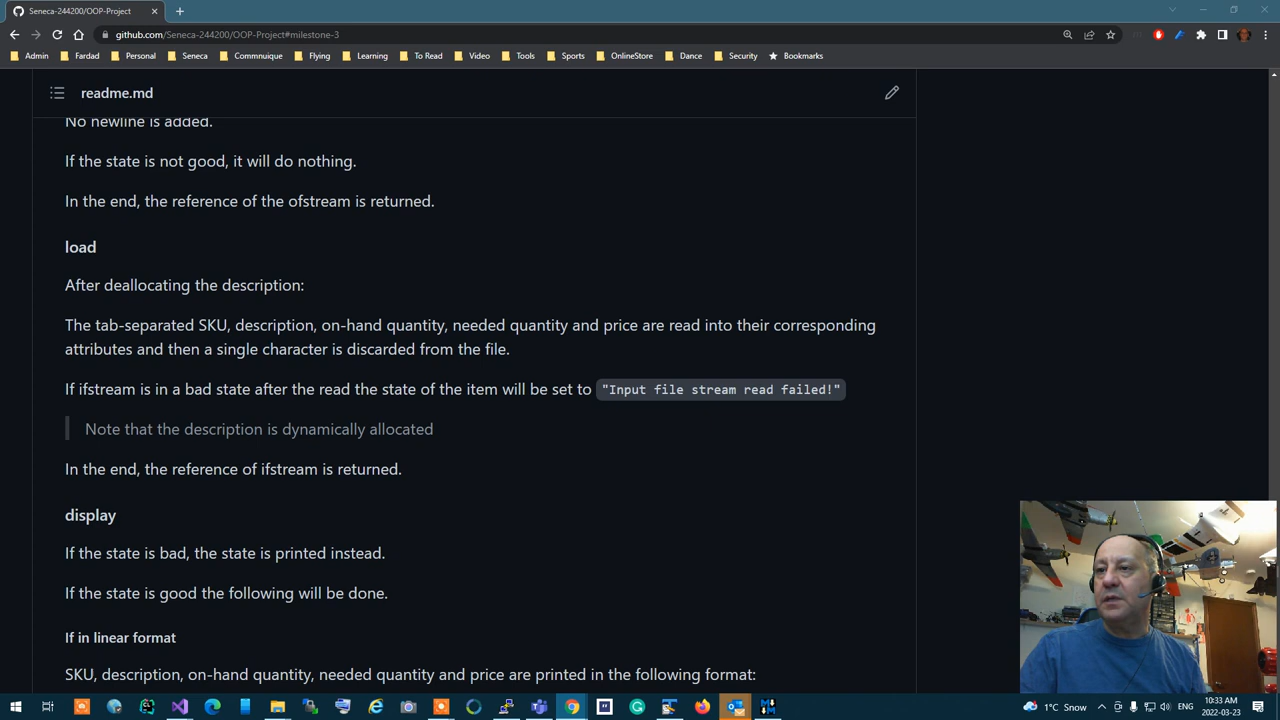 Seneca-244200/OOP-Project
github.com/Seneca-244200/OOP-Project#milestone-3
Admin Fardad Personal Seneca Commnuique Flying Learning To Read Video Tools Sports OnlineStore Dance Security Bookmarks
readme.md
No newline is added.
If the state is not good, it will do nothing.
In the end, the reference of the ofstream is returned.
load
After deallocating the description:
The tab-separated SKU, description, on-hand quantity, needed quantity and price are read into their corresponding
attributes and then a single character is discarded from the file.
If ifstream is in a bad state after the read the state of the item will be set to "Input file stream read failed!"
Note that the description is dynamically allocated
In the end, the reference of ifstream is returned.
display
If the state is bad, the state is printed instead.
If the state is good the following will be done.
If in linear format
SKU, description, on-hand quantity, needed quantity and price are printed in the following format:
1°C Snow ENG 10:33 AM
2022-03-23